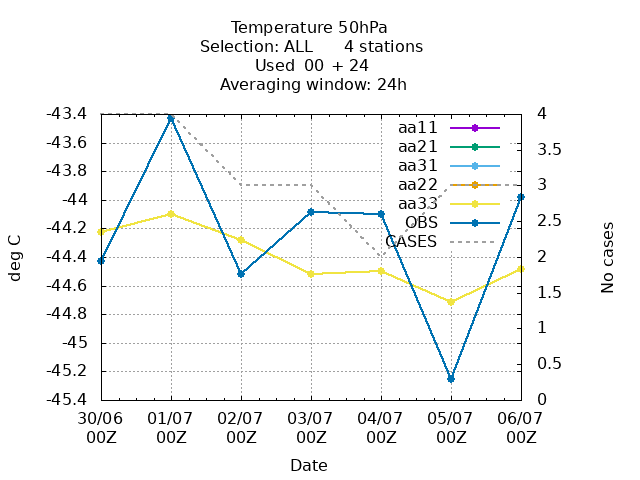 Temperature 50hPa
Selection: ALL 4 stations
Used 00 + 24
Averaging window: 24h
-43.4
-43.6
-43.8
-44
-44.2
-44.4
-44.6
-44.8
-45
-45.2
-45.4
deg C
aa11
aa21
aa31
aa22
aa33
OBS
CASES
4
3.5
3
2.5
2
1.5
1
0.5
0
No cases
30/06 01/07 02/07 03/07 04/07 05/07 06/07
00Z 00Z 00Z 00Z 00Z 00Z 00Z
Date